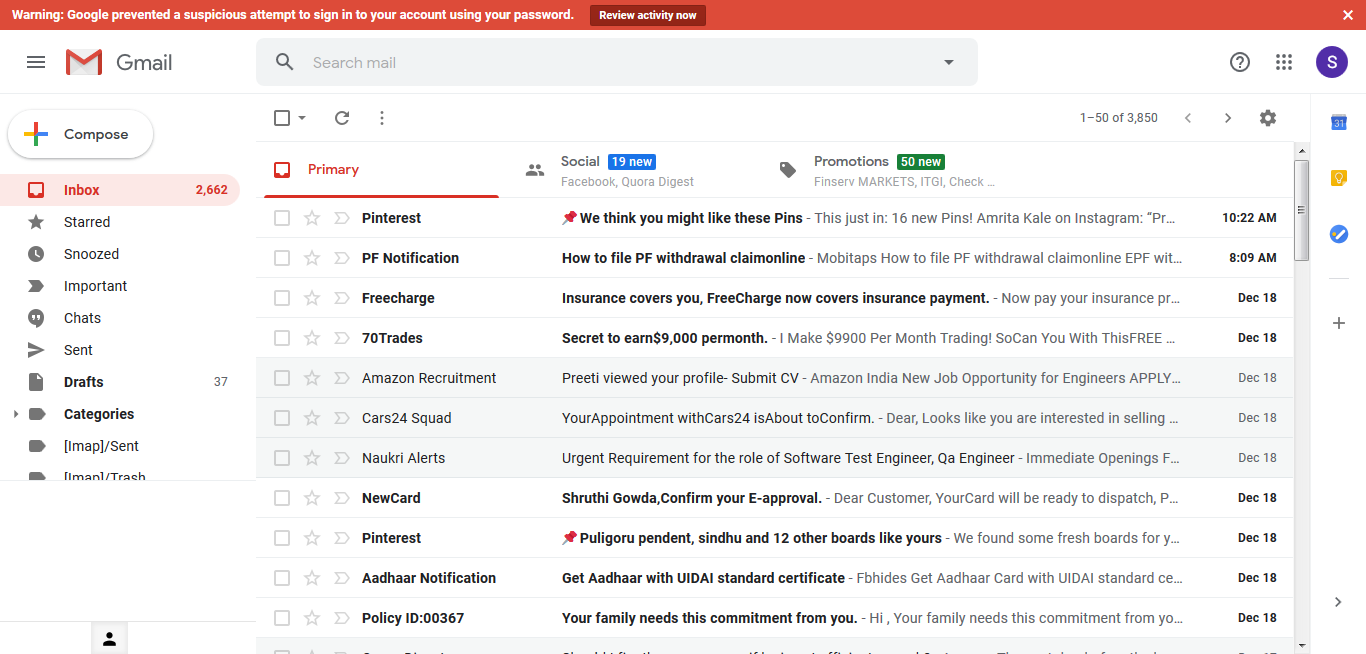 Warning: Google prevented a suspicious attempt to sign in to your account using your password. Review activity now
Gmail
Search mail
S
Compose
1–50 of 3,850
31
Inbox 2,662
Starred
Snoozed
Important
Chats
Sent
Drafts 37
Categories
[Imap]/Sent
[Imap]/Trash
Primary
Social 19 new
Facebook, Quora Digest
Promotions 50 new
Finserv MARKETS, ITGI, Check ...
Pinterest We think you might like these Pins - This just in: 16 new Pins! Amrita Kale on Instagram: “Pr... 10:22 AM
PF Notification How to file PF withdrawal claimonline - Mobitaps How to file PF withdrawal claimonline EPF wit... 8:09 AM
Freecharge Insurance covers you, FreeCharge now covers insurance payment. - Now pay your insurance pr... Dec 18
70Trades Secret to earn$9,000 permonth. - I Make $9900 Per Month Trading! SoCan You With ThisFREE ... Dec 18
Amazon Recruitment Preeti viewed your profile- Submit CV - Amazon India New Job Opportunity for Engineers APPLY... Dec 18
Cars24 Squad YourAppointment withCars24 isAbout toConfirm. - Dear, Looks like you are interested in selling ... Dec 18
Naukri Alerts Urgent Requirement for the role of Software Test Engineer, Qa Engineer - Immediate Openings F... Dec 18
NewCard Shruthi Gowda,Confirm your E-approval. - Dear Customer, YourCard will be ready to dispatch, P... Dec 18
Pinterest Puligoru pendent, sindhu and 12 other boards like yours - We found some fresh boards for y... Dec 18
Aadhaar Notification Get Aadhaar with UIDAI standard certificate - Fbhides Get Aadhaar Card with UIDAI standard ce... Dec 18
Policy ID:00367 Your family needs this commitment from you. - Hi , Your family needs this commitment from yo... Dec 18